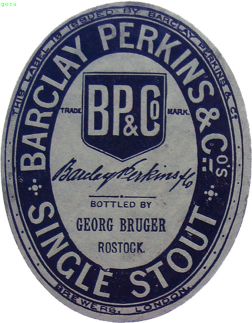 gecu
THIS LABEL IS ISSUED BY BARCLAY PERKINS & Co
BARCLAY PERKINS & Co's
TRADE MARK.
BP&Co
Barclay Perkins & Co
BOTTLED BY
GEORG BRUGER
ROSTOCK.
SINGLE STOUT
BREWERS, LONDON.